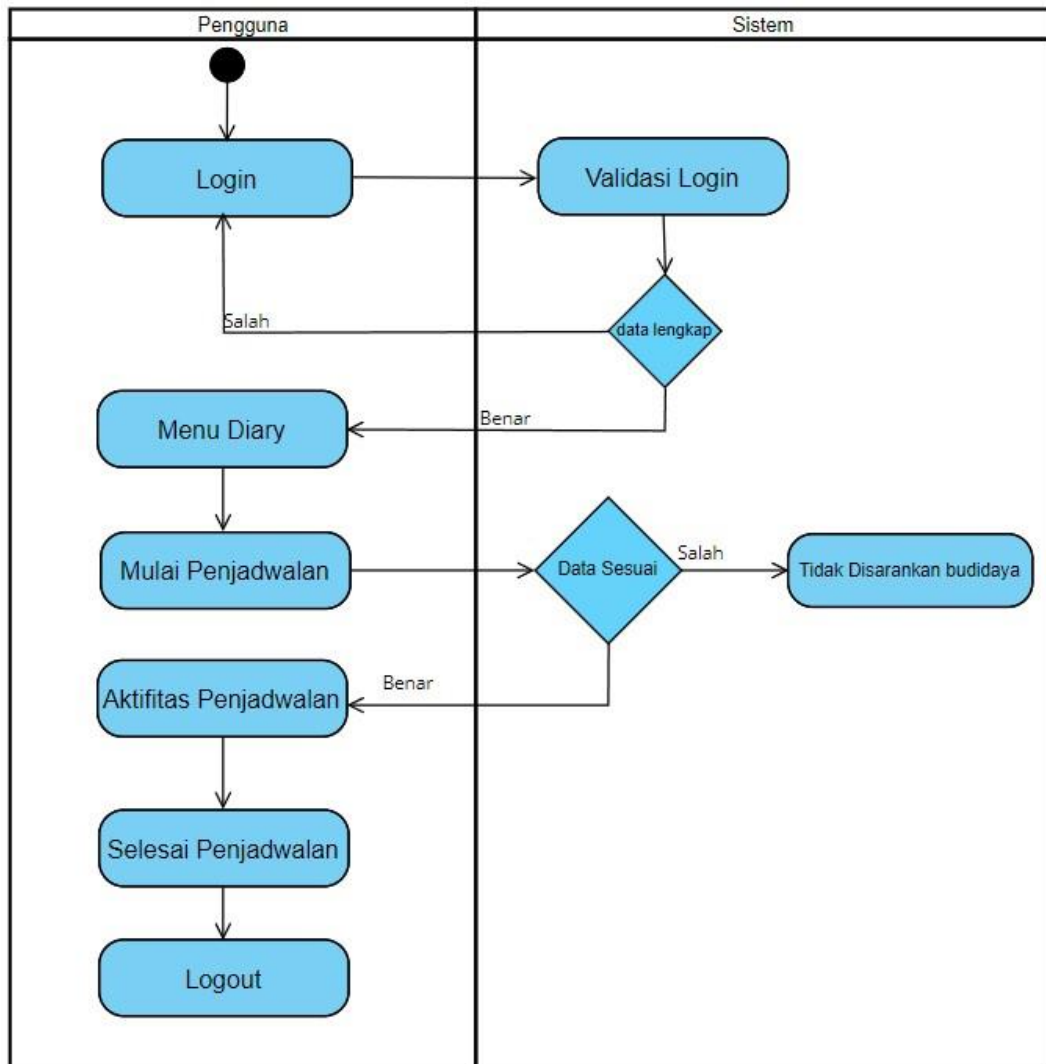 Pengguna
Sistem
Login
Validasi Login
data lengkap
Salah
Benar
Menu Diary
Mulai Penjadwalan
Data Sesuai
Salah
Tidak Disarankan budidaya
Benar
Aktifitas Penjadwalan
Selesai Penjadwalan
Logout